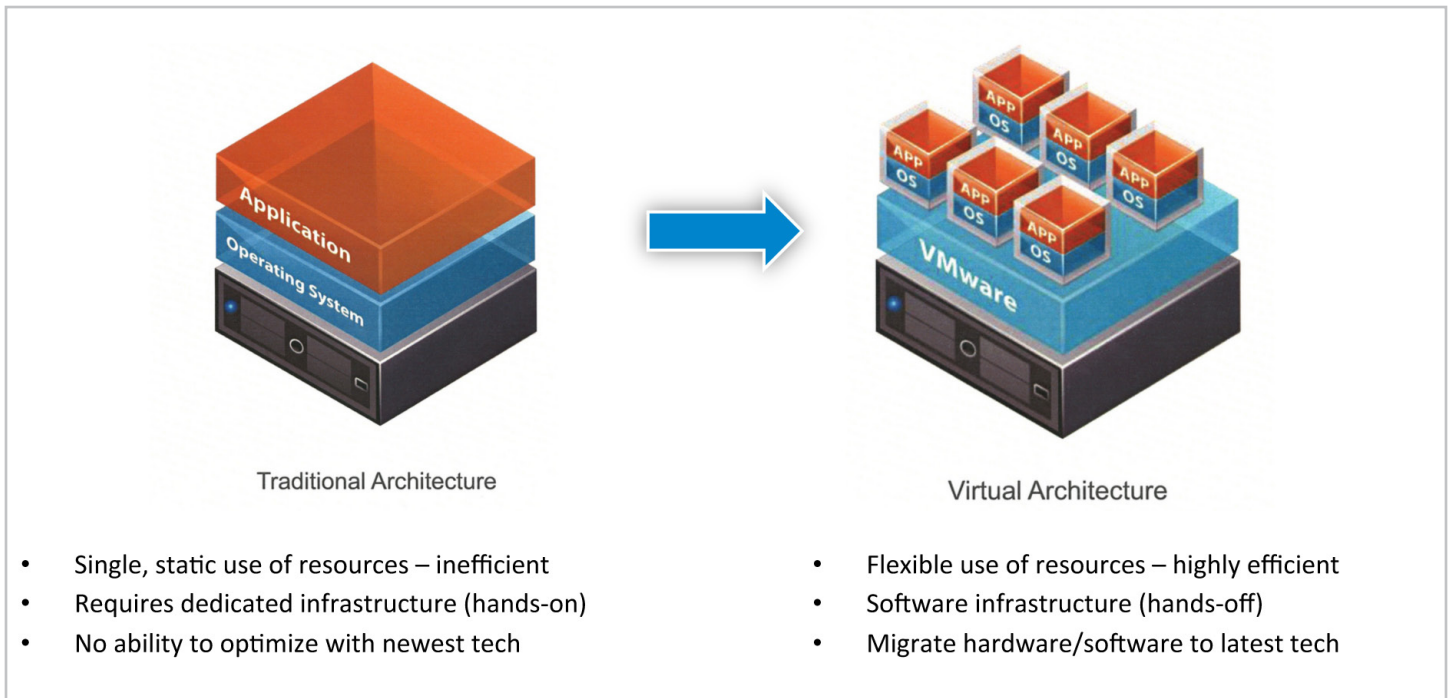 Application
Operating System
Traditional Architecture
• Single, static use of resources – inefficient
• Requires dedicated infrastructure (hands-on)
• No ability to optimize with newest tech
APP
OS
APP
OS
APP
OS
APP
OS
APP
OS
APP
OS
VMware
Virtual Architecture
• Flexible use of resources – highly efficient
• Software infrastructure (hands-off)
• Migrate hardware/software to latest tech